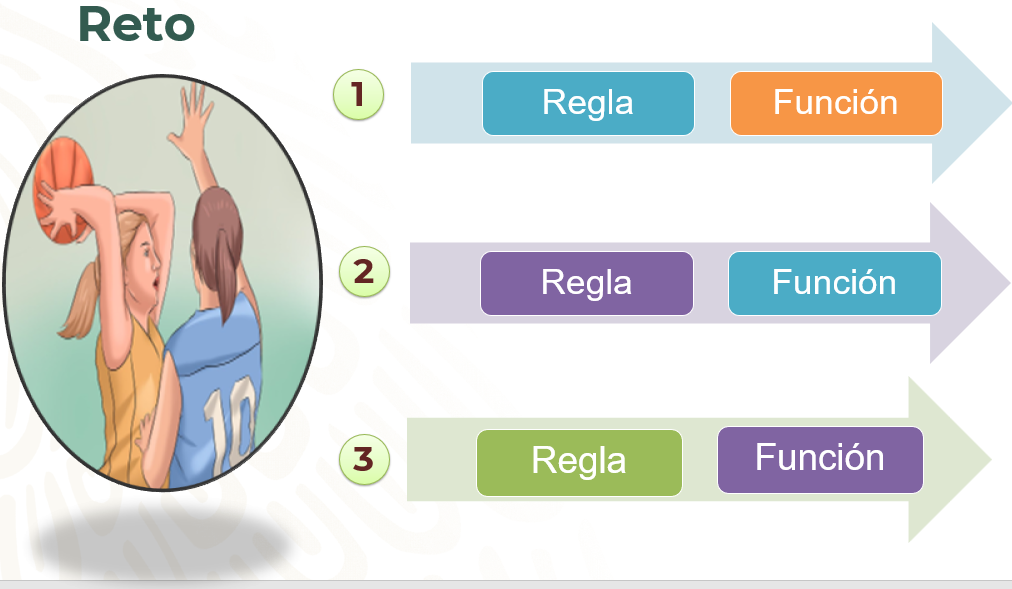 Reto
1
Regla
Función
2
Regla
Función
3
Regla
Función
10